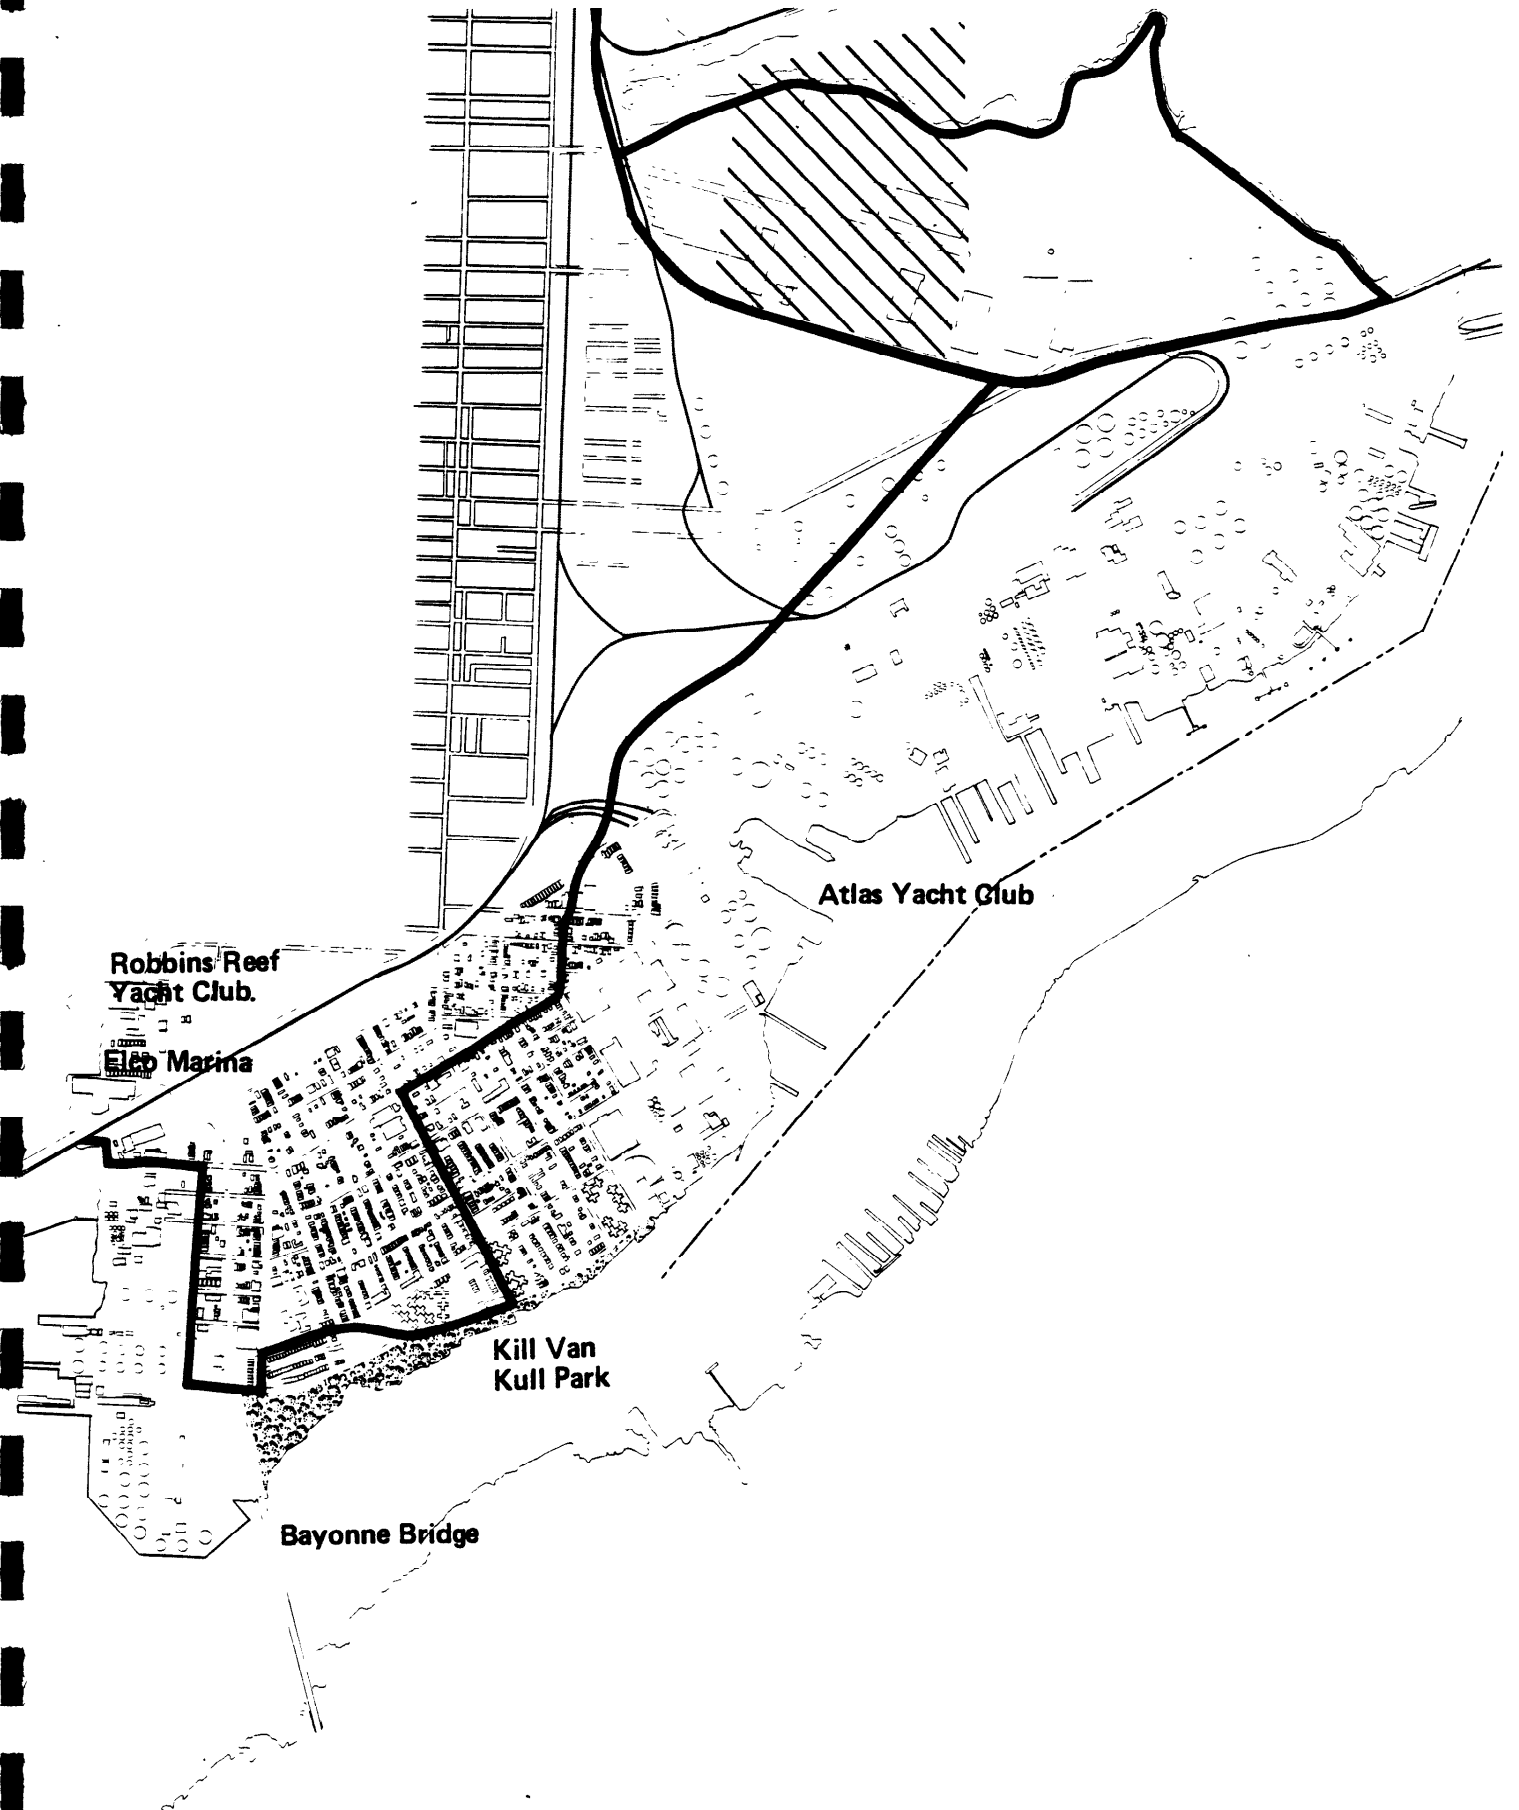 Atlas Yacht Club
Robbins Reef
Yacht Club.
Elco Marina
Kill Van
Kull Park
Bayonne Bridge